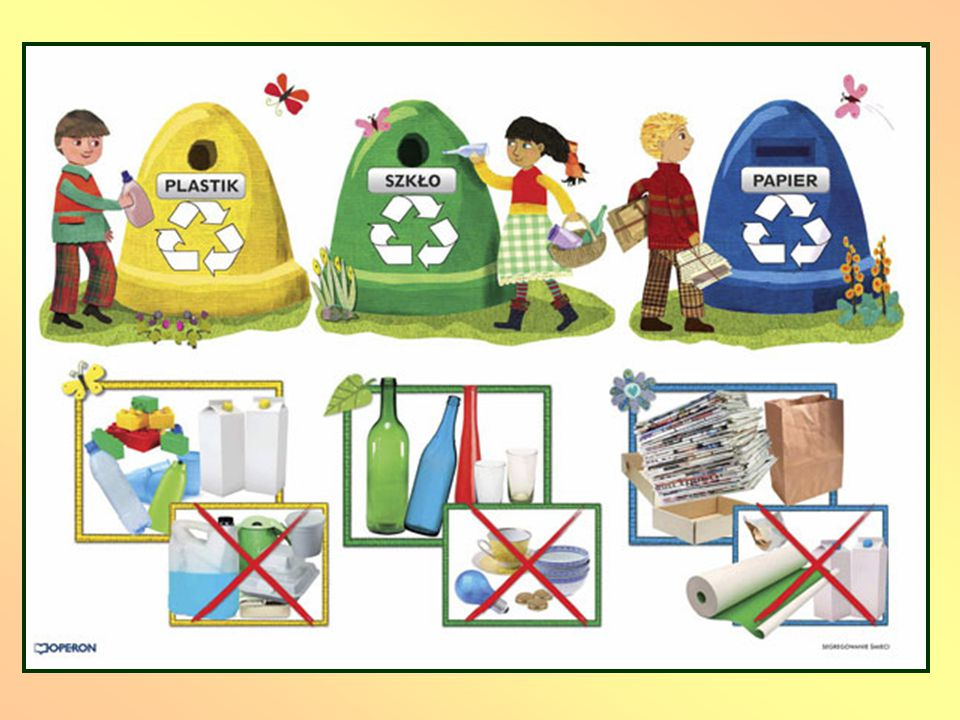 PLASTIK
SZKŁO
PAPIER
OPERON
SEGREGOWANIE ŚMIECI